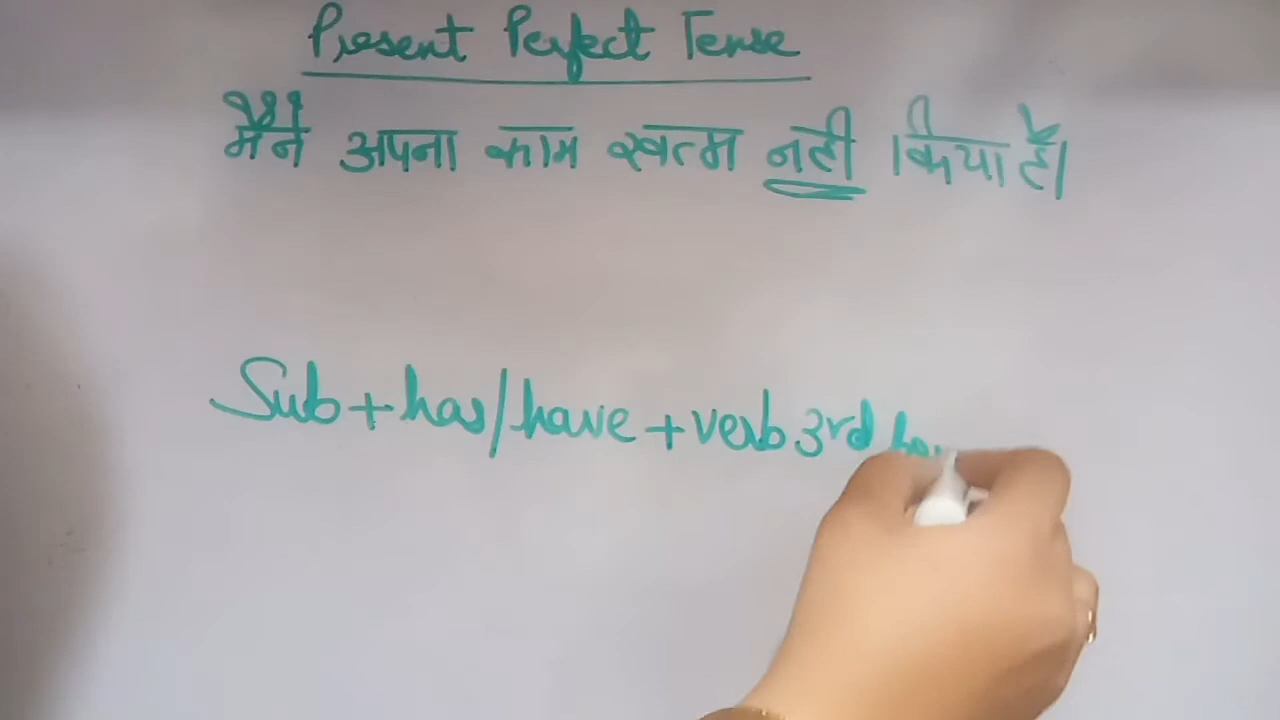 Present Perfect Tense
मैंने अपना काम खत्म नही किया है।
Sub + has/have + verb 3rd